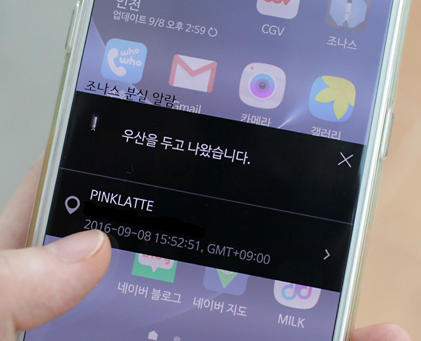 인천
업데이트 9/8 오후 2:59
CGV
조나스
who
who
Gmail
카메라
갤러리
조나스 분실 알람
우산을 두고 나왔습니다.
PINKLATTE
2016-09-08 15:52:51, GMT+09:00
네이버 블로그
네이버 지도
MILK